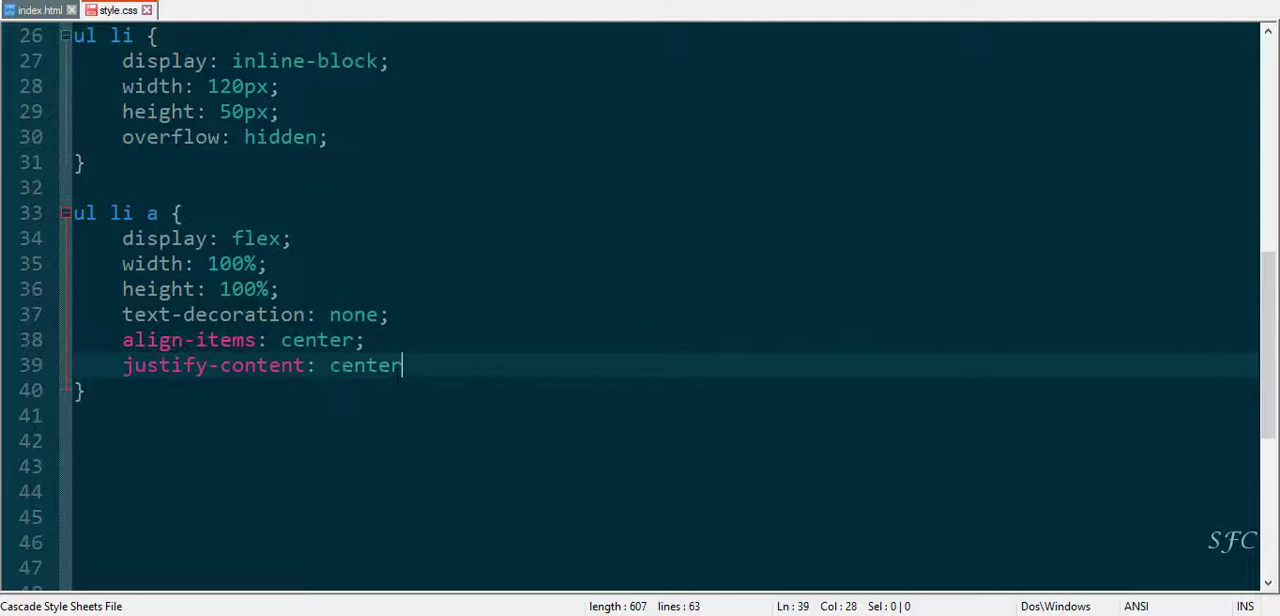 index.html style.css
26 ul li {
27 display: inline-block;
28 width: 120px;
29 height: 50px;
30 overflow: hidden;
31 }
32
33 ul li a {
34 display: flex;
35 width: 100%;
36 height: 100%;
37 text-decoration: none;
38 align-items: center;
39 justify-content: center
40 }
41
42
43
44
45
46
SFC
47
Cascade Style Sheets File length : 607 lines : 63 Ln : 39 Col : 28 Sel : 0 | 0 Dos\Windows ANSI INS